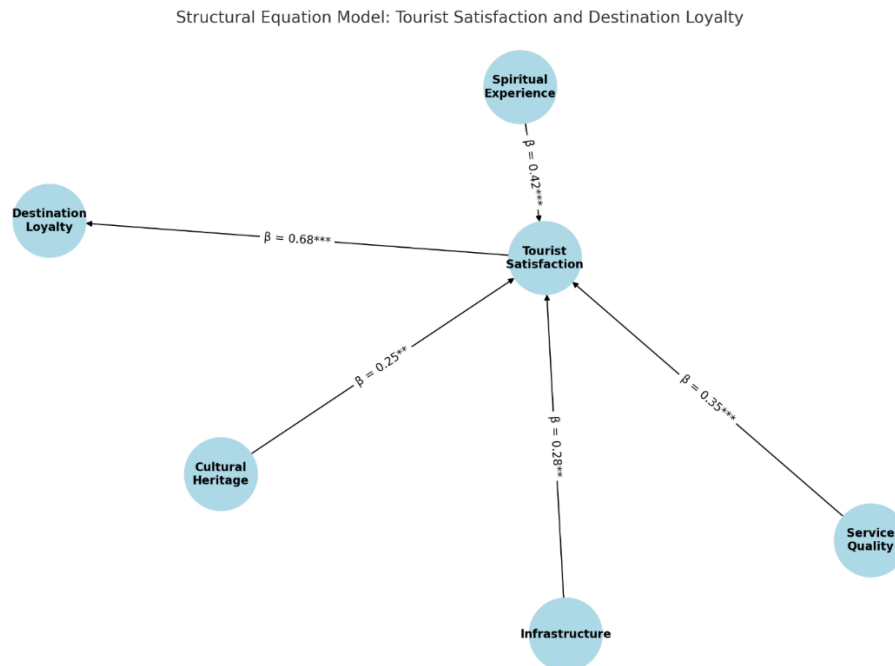 Structural Equation Model: Tourist Satisfaction and Destination Loyalty
Spiritual
Experience
β = 0.42***
Destination
Loyalty
β = 0.68***
Tourist
Satisfaction
β = 0.25**
β = 0.35***
β = 0.28**
Cultural
Heritage
Service
Quality
Infrastructure